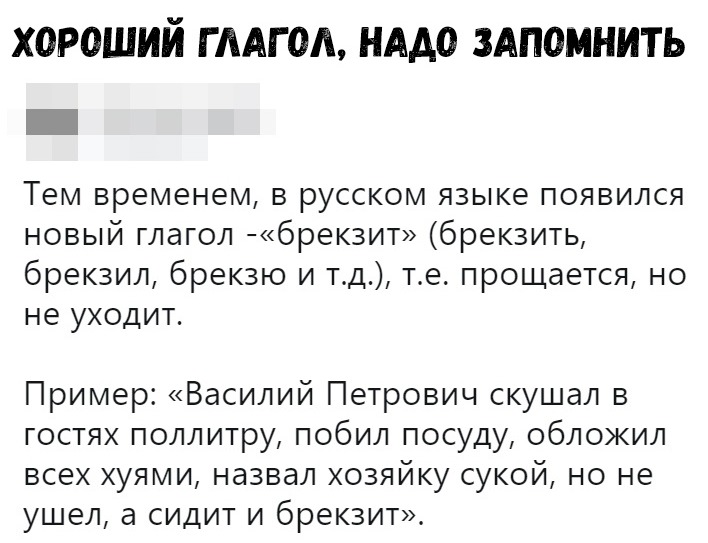 ХОРОШИЙ ГЛАГОЛ, НАДО ЗАПОМНИТЬ
Тем временем, в русском языке появился
новый глагол -«брекзит» (брекзить,
брекзил, брекзю и т.д.), т.е. прощается, но
не уходит.
Пример: «Василий Петрович скушал в
гостях поллитру, побил посуду, обложил
всех хуями, назвал хозяйку сукой, но не
ушел, а сидит и брекзит».